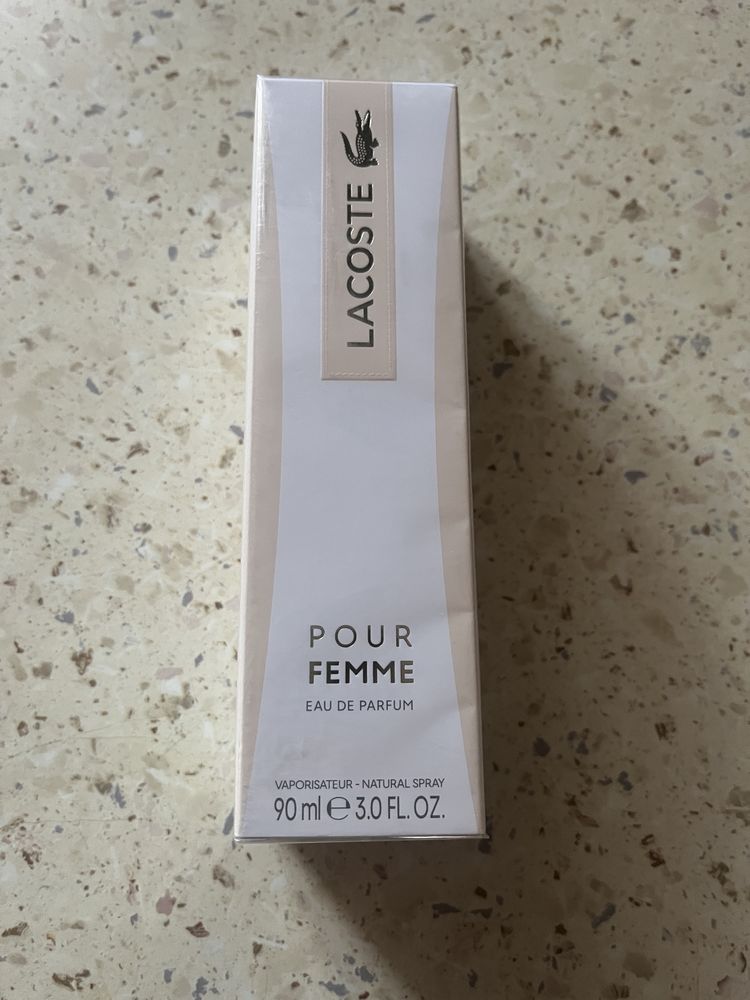 LACOSTE
POUR
FEMME
EAU DE PARFUM
VAPORISATEUR - NATURAL SPRAY
90 ml ℮ 3.0 FL. OZ.